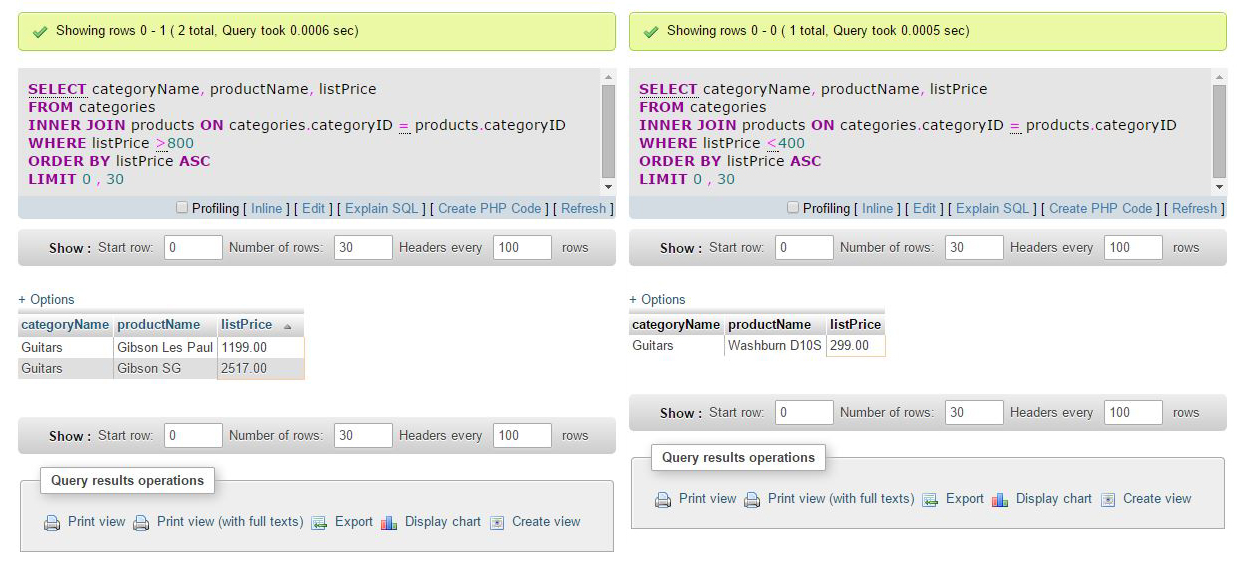 Showing rows 0 - 1 ( 2 total, Query took 0.0006 sec)
SELECT categoryName, productName, listPrice
FROM categories
INNER JOIN products ON categories.categoryID = products.categoryID
WHERE listPrice >800
ORDER BY listPrice ASC
LIMIT 0 , 30
Profiling [ Inline ] [ Edit ] [ Explain SQL ] [ Create PHP Code ] [ Refresh ]
Show : Start row: 0 Number of rows: 30 Headers every 100 rows
+ Options
categoryName productName listPrice
Guitars Gibson Les Paul 1199.00
Guitars Gibson SG 2517.00
Show : Start row: 0 Number of rows: 30 Headers every 100 rows
Query results operations
Print view Print view (with full texts) Export Display chart Create view
Showing rows 0 - 0 ( 1 total, Query took 0.0005 sec)
SELECT categoryName, productName, listPrice
FROM categories
INNER JOIN products ON categories.categoryID = products.categoryID
WHERE listPrice <400
ORDER BY listPrice ASC
LIMIT 0 , 30
Profiling [ Inline ] [ Edit ] [ Explain SQL ] [ Create PHP Code ] [ Refresh ]
Show : Start row: 0 Number of rows: 30 Headers every 100 rows
+ Options
categoryName productName listPrice
Guitars Washburn D10S 299.00
Show : Start row: 0 Number of rows: 30 Headers every 100 rows
Query results operations
Print view Print view (with full texts) Export Display chart Create view